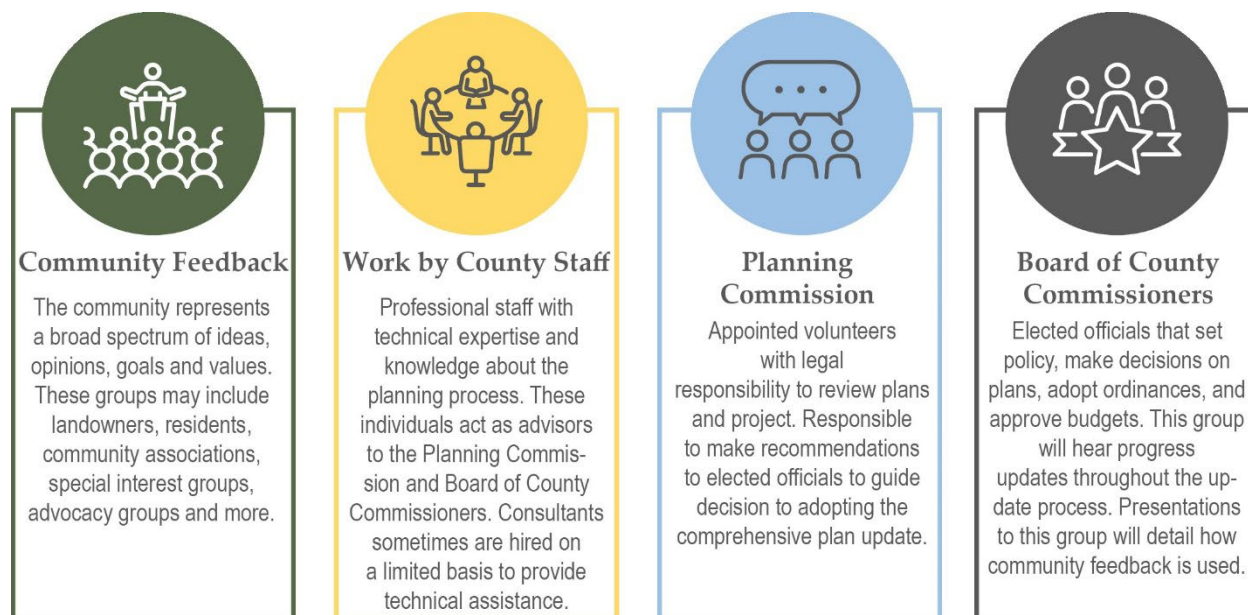 Community Feedback
The community represents
a broad spectrum of ideas,
opinions, goals and values.
These groups may include
landowners, residents,
community associations,
special interest groups,
advocacy groups and more.
Work by County Staff
Professional staff with
technical expertise and
knowledge about the
planning process. These
individuals act as advisors
to the Planning Commis-
sion and Board of County
Commissioners. Consultants
sometimes are hired on
a limited basis to provide
technical assistance.
Planning
Commission
Appointed volunteers
with legal
responsibility to review plans
and project. Responsible
to make recommendations
to elected officials to guide
decision to adopting the
comprehensive plan update.
Board of County
Commissioners
Elected officials that set
policy, make decisions on
plans, adopt ordinances, and
approve budgets. This group
will hear progress
updates throughout the up-
date process. Presentations
to this group will detail how
community feedback is used.